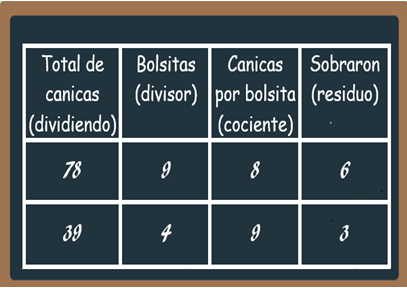 Total de canicas (dividiendo)
Bolsitas (divisor)
Canicas por bolsita (cociente)
Sobraron (residuo)
78 9 8 6
39 4 9 3